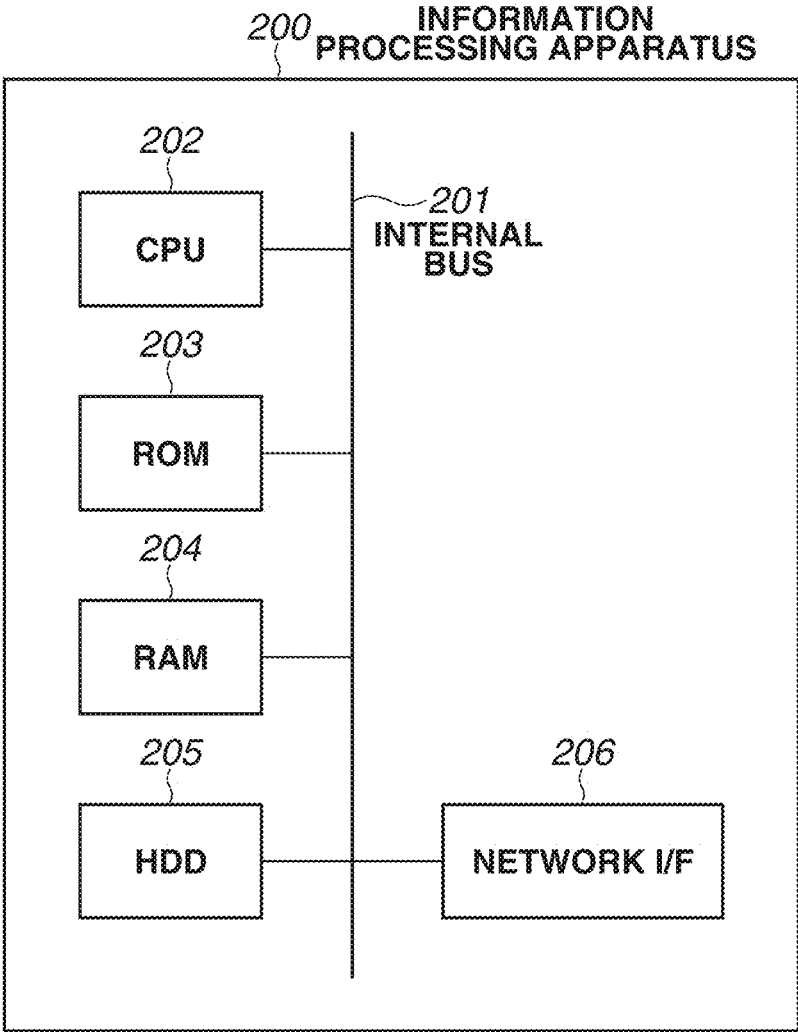 200 INFORMATION
PROCESSING APPARATUS
202
201
CPU
INTERNAL
BUS
203
ROM
204
RAM
205
206
HDD
NETWORK I/F